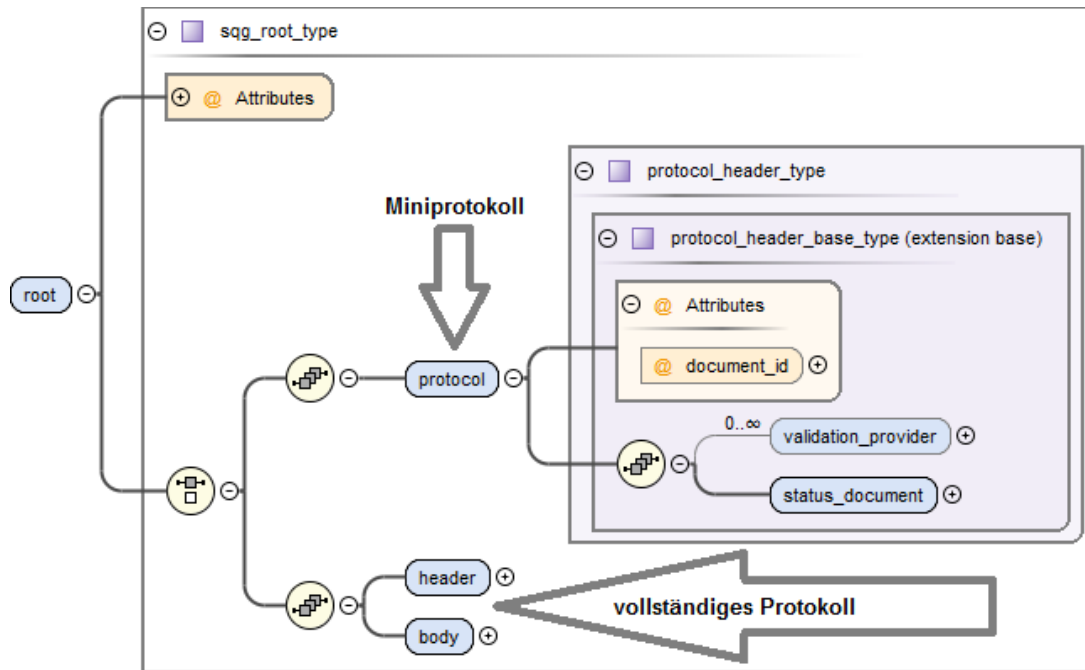 sqg_root_type
@ Attributes
protocol_header_type
Miniprotokoll
protocol_header_base_type (extension base)
root
@ Attributes
@ document_id
protocol
0..∞
validation_provider
status_document
header
vollständiges Protokoll
body